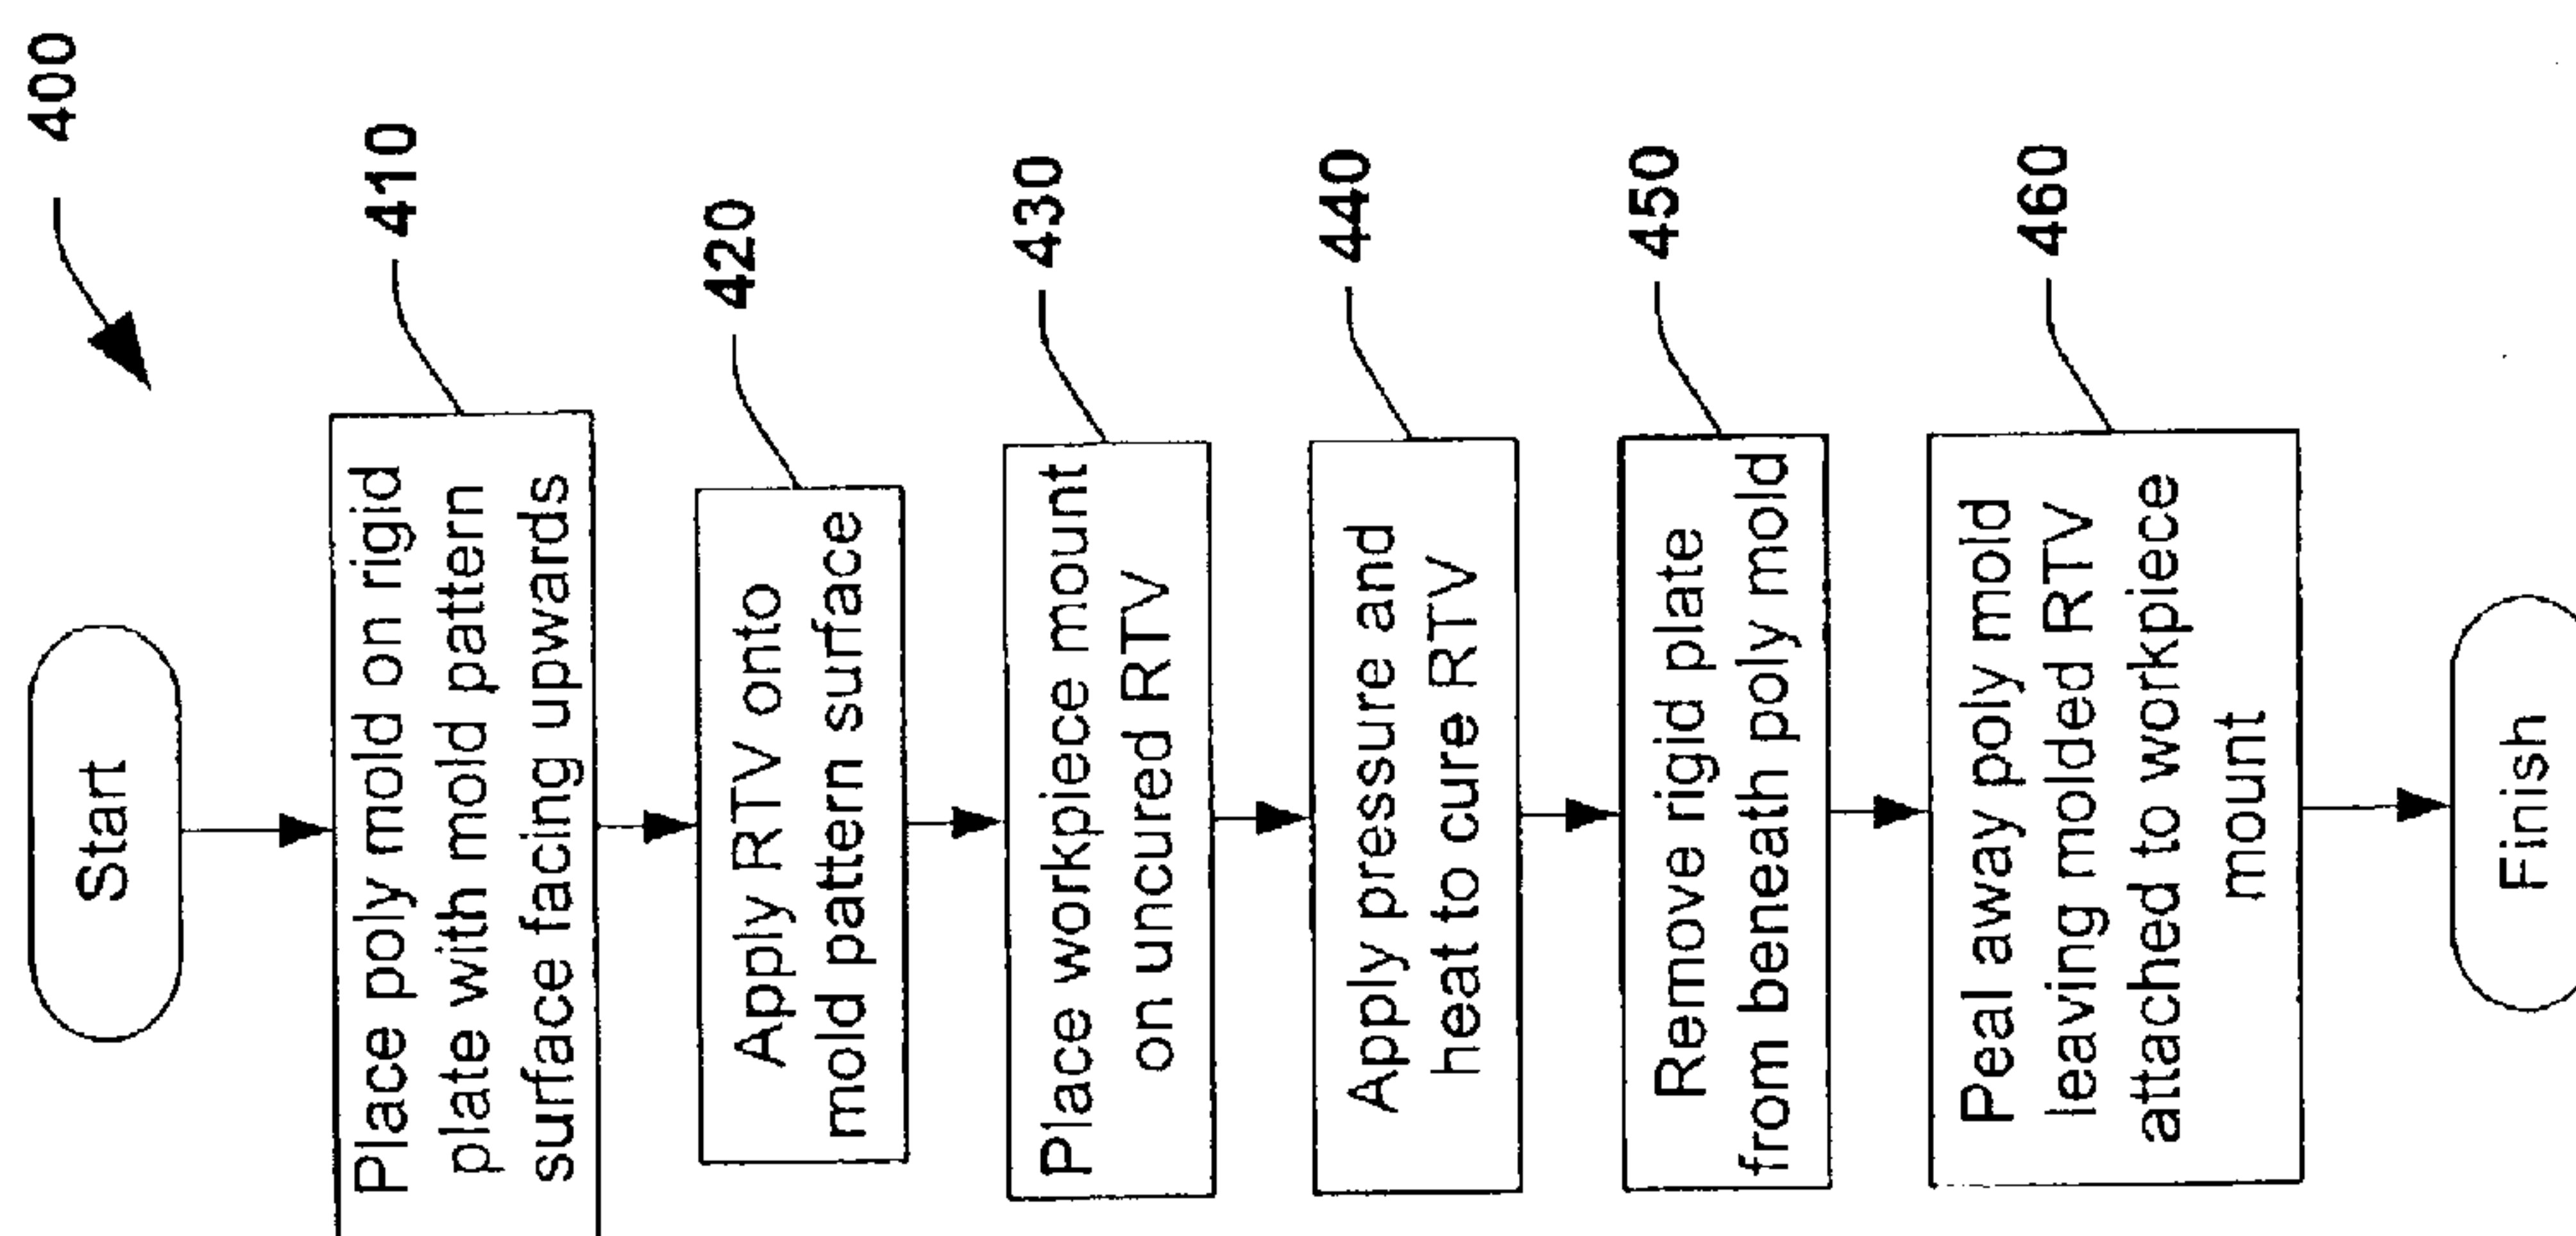 400
Start
410
Place poly mold on rigid
plate with mold pattern
surface facing upwards
420
Apply RTV onto
mold pattern surface
430
Place workpiece mount
on uncured RTV
440
Apply pressure and
heat to cure RTV
450
Remove rigid plate
from beneath poly mold
460
Peal away poly mold
leaving molded RTV
attached to workpiece
mount
Finish